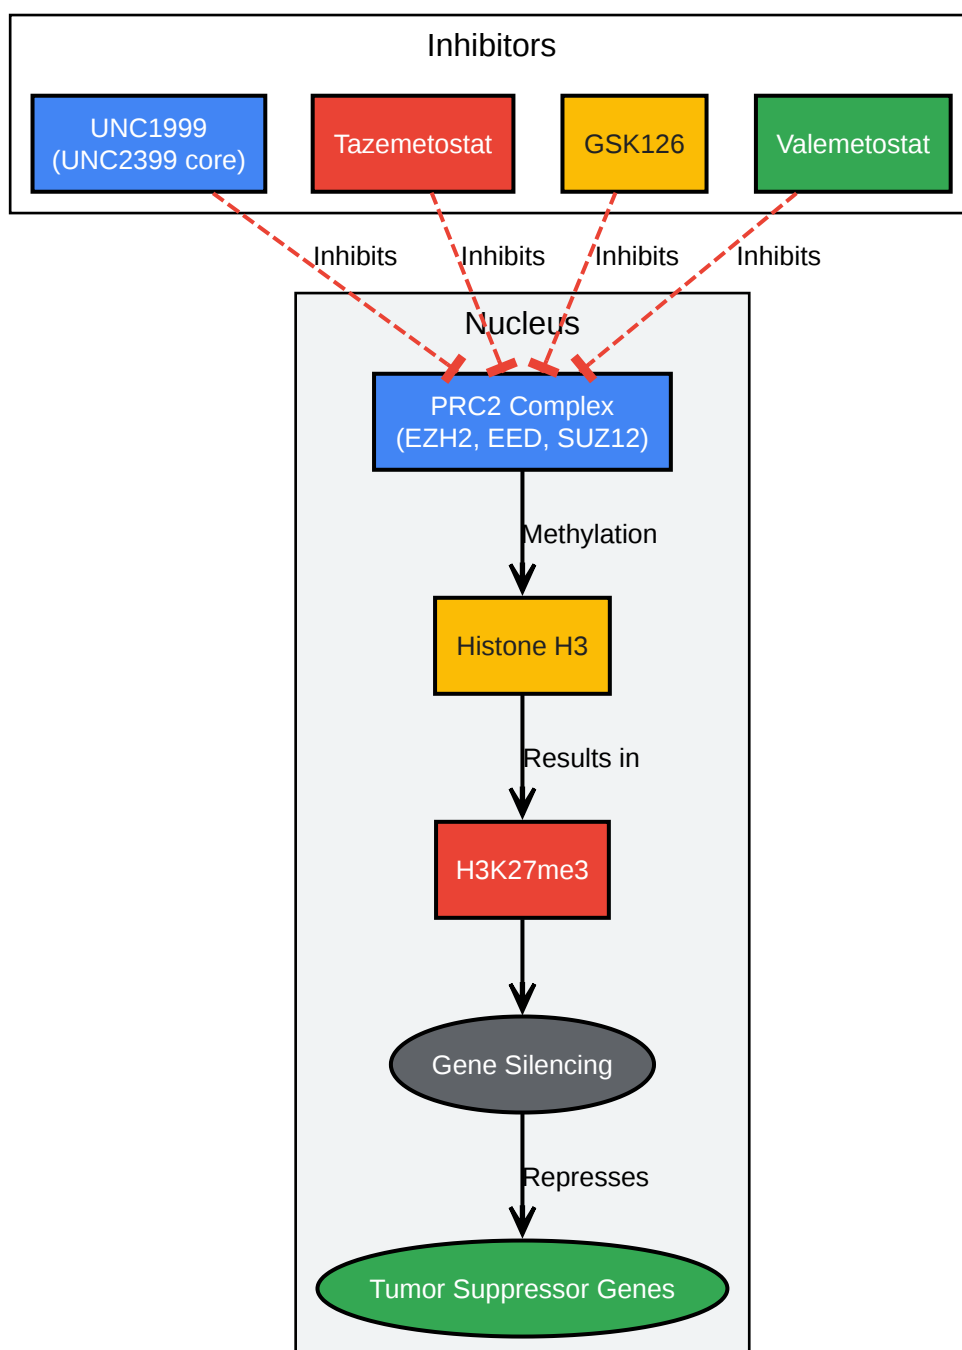 Inhibitors
UNC1999
(UNC2399 core)
Tazemetostat
GSK126
Valemetostat
Inhibits
Inhibits
Inhibits
Inhibits
Nucleus
PRC2 Complex
(EZH2, EED, SUZ12)
Methylation
Histone H3
Results in
H3K27me3
Gene Silencing
Represses
Tumor Suppressor Genes